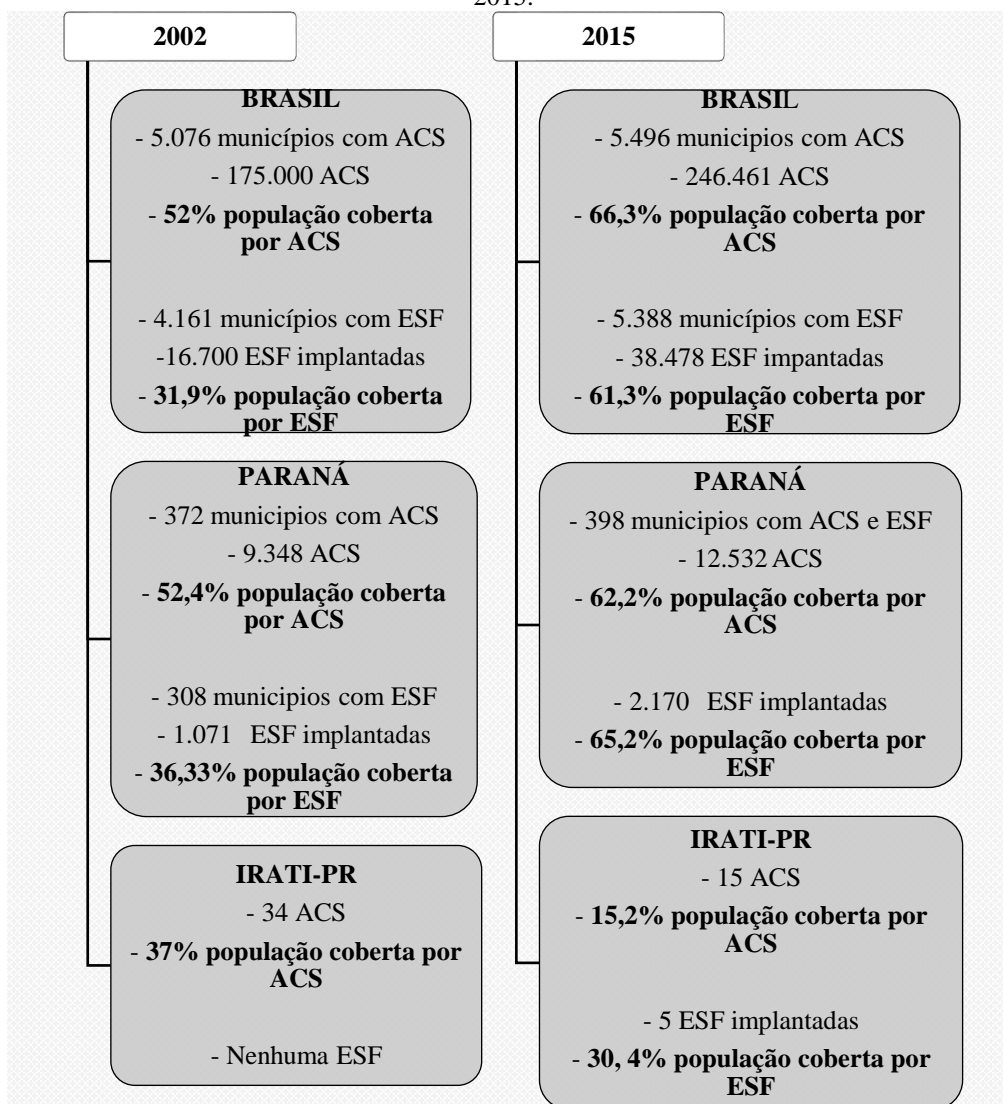 2015.
2002
BRASIL
- 5.076 municípios com ACS
- 175.000 ACS
- 52% população coberta
por ACS
- 4.161 municípios com ESF
-16.700 ESF implantadas
- 31,9% população coberta
por ESF
PARANÁ
- 372 municipios com ACS
- 9.348 ACS
- 52,4% população coberta
por ACS
- 308 municipios com ESF
- 1.071 ESF implantadas
- 36,33% população coberta
por ESF
IRATI-PR
- 34 ACS
- 37% população coberta por
ACS
- Nenhuma ESF
2015
BRASIL
- 5.496 municípios com ACS
- 246.461 ACS
- 66,3% população coberta por
ACS
- 5.388 municípios com ESF
- 38.478 ESF impantadas
- 61,3% população coberta por
ESF
PARANÁ
- 398 municipios com ACS e ESF
- 12.532 ACS
- 62,2% população coberta por
ACS
- 2.170 ESF implantadas
- 65,2% população coberta por
ESF
IRATI-PR
- 15 ACS
- 15,2% população coberta por
ACS
- 5 ESF implantadas
- 30, 4% população coberta por
ESF